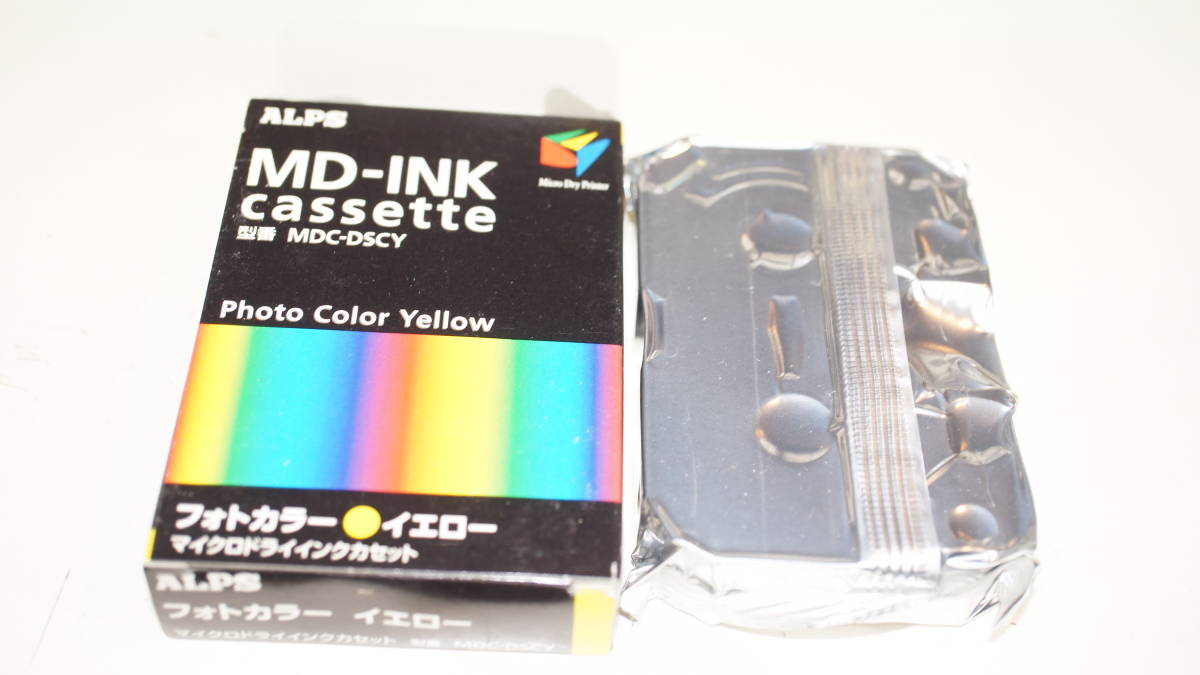 ALPS
MD-INK
cassette
型番 MDC-DSCY
Micro Dry Printer
Photo Color Yellow
フォトカラー イエロー
マイクロドライインクカセット
ALPS
フォトカラー イエロー
マイクロドライインクカセット 型番 MDC-DSCY